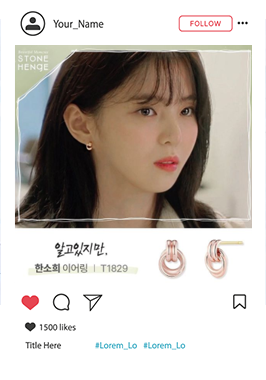 Your_Name
FOLLOW
STONE
HENGE
알고있지만,
한소희 이어링 | T1829
1500 likes
Title Here #Lorem_Lo #Lorem_Lo